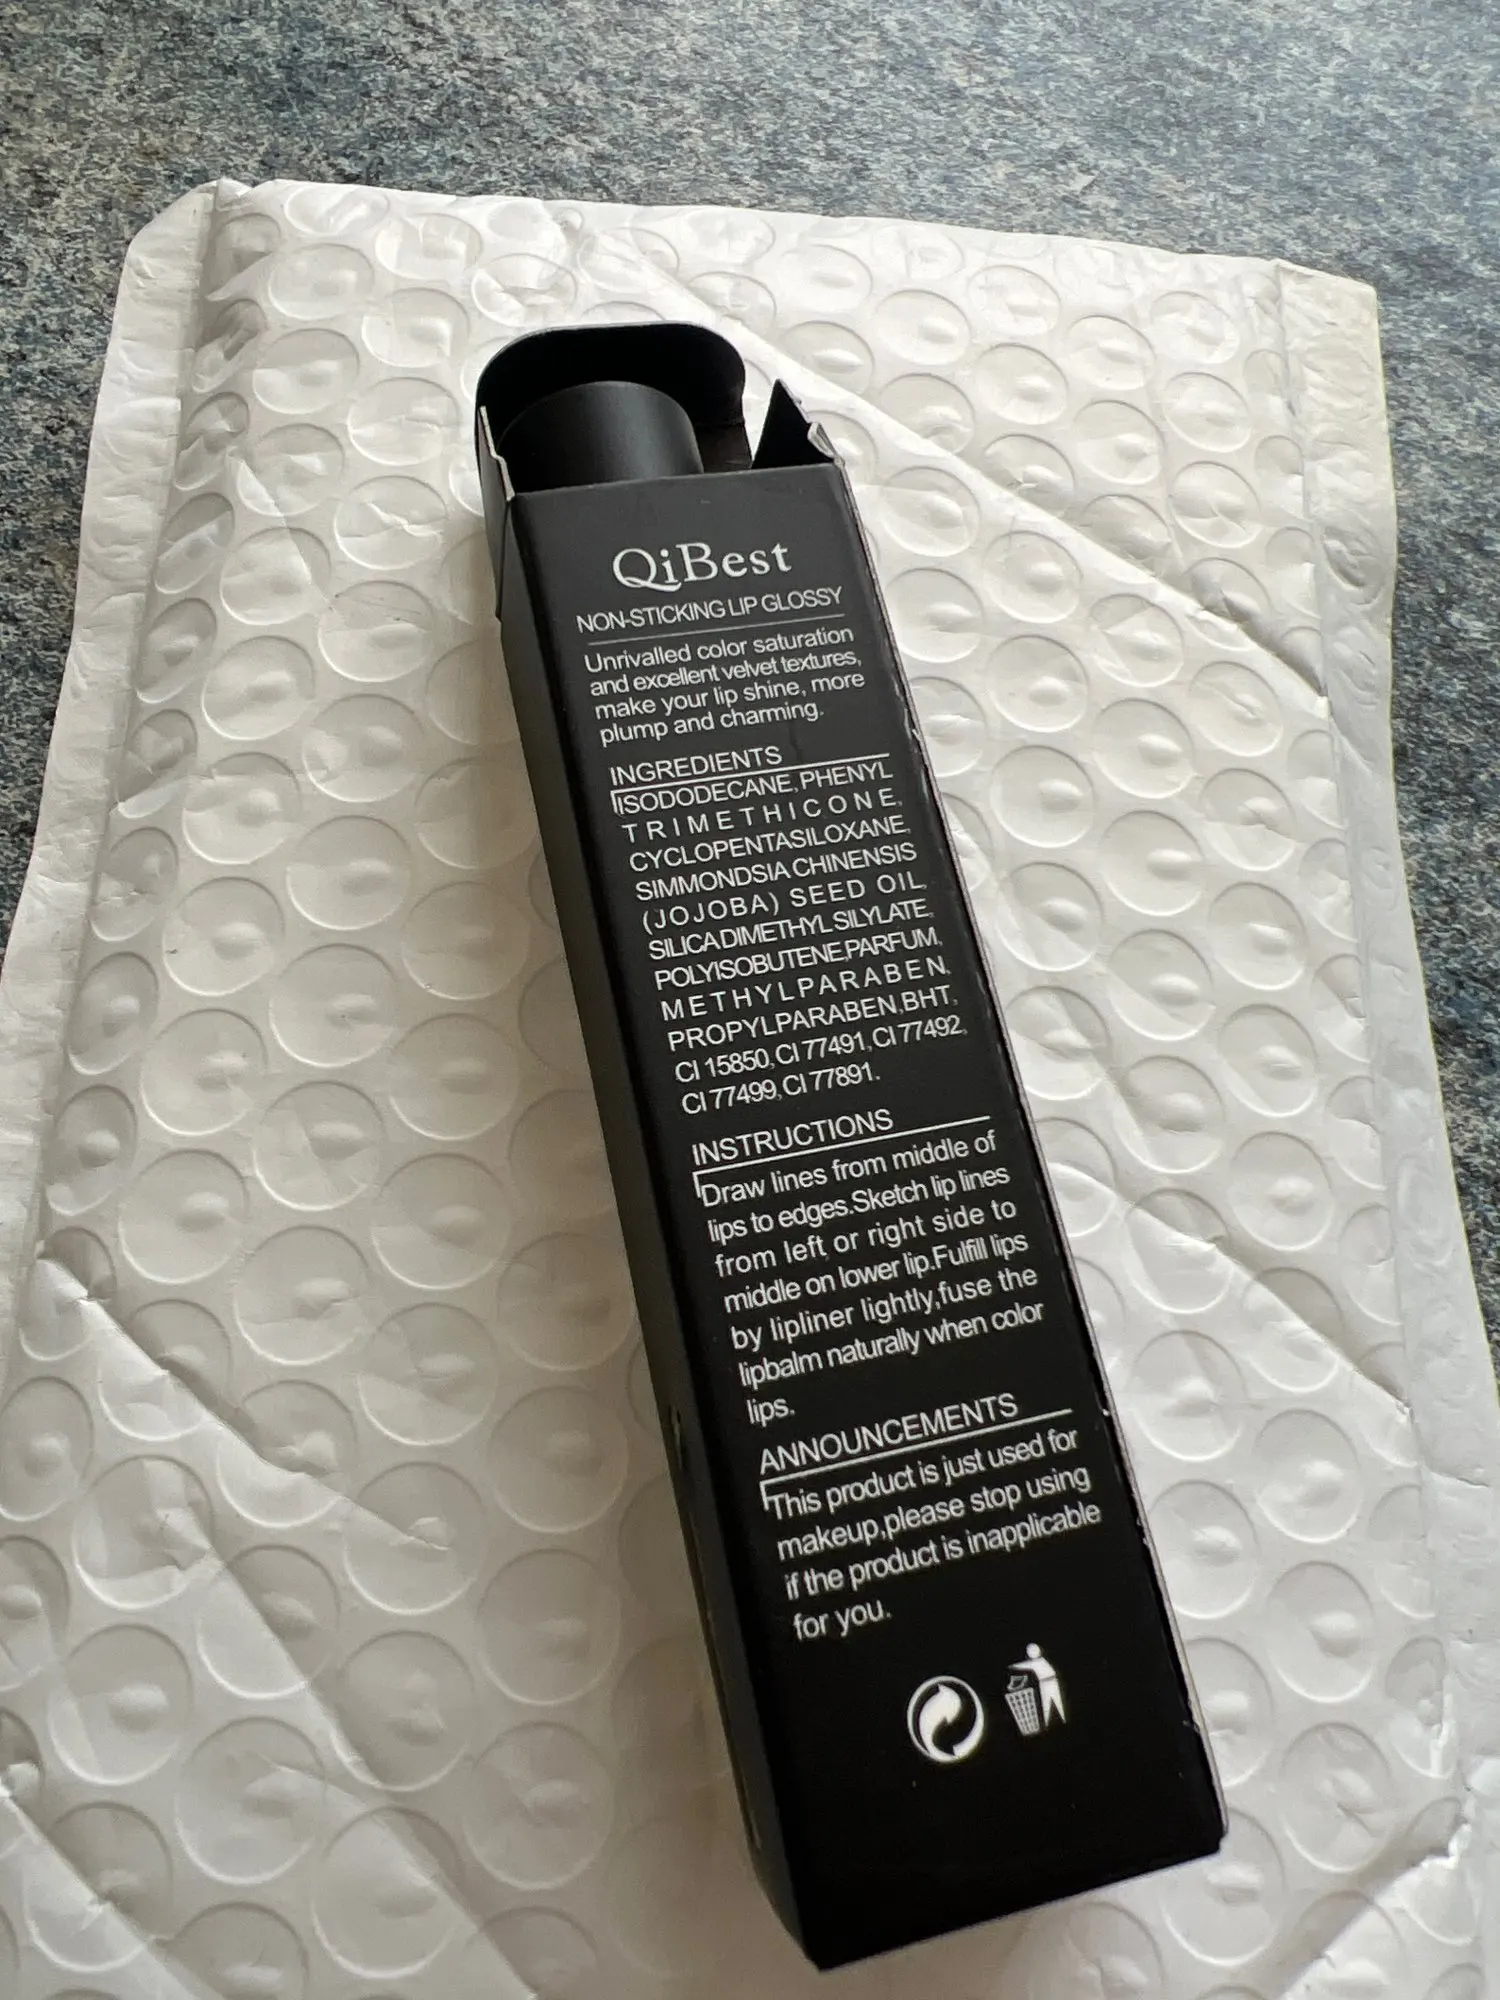 QiBest
NON-STICKING LIP GLOSSY
Unrivalled color saturation
and excellent velvet textures,
make your lip shine, more
plump and charming.
INGREDIENTS
ISODODECANE, PHENYL
TRIMETHICONE,
CYCLOPENTASILOXANE,
SIMMONDSIA CHINENSIS
(JOJOBA) SEED OIL,
SILICADIMETHYL SILYLATE,
POLYISOBUTENE,PARFUM,
METHYLPARABEN,
PROPYLPARABEN,BHT,
CI 15850, CI 77491, CI 77492,
CI 77499, CI 77891.
INSTRUCTIONS
Draw lines from middle of
lips to edges.Sketch lip lines
from left or right side to
middle on lower lip.Fulfill lips
by lipliner lightly,fuse the
lipbalm naturally when color
lips.
ANNOUNCEMENTS
This product is just used for
makeup,please stop using
if the product is inapplicable
for you.